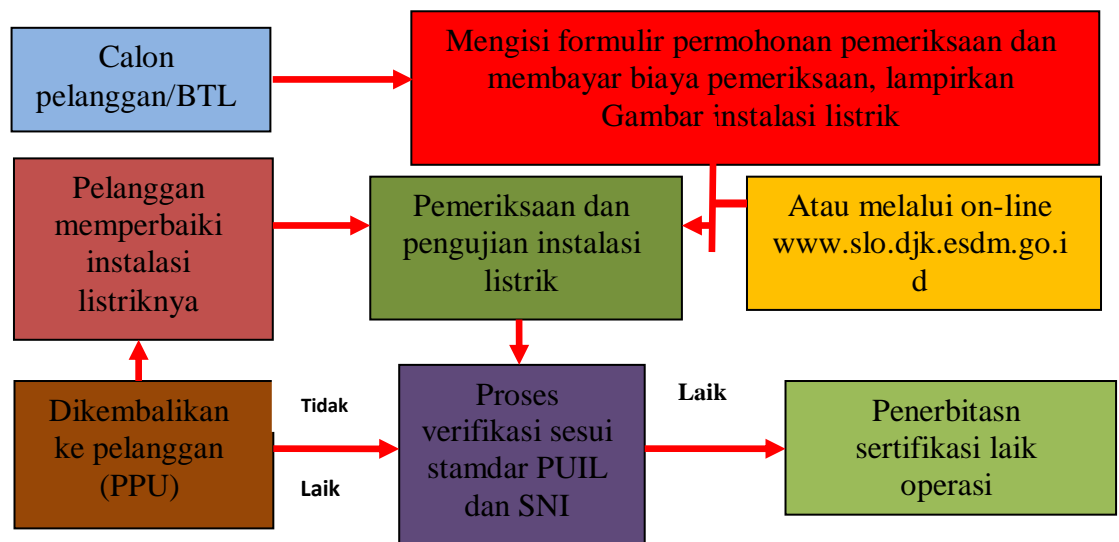 Calon
pelanggan/BTL
Mengisi formulir permohonan pemeriksaan dan
membayar biaya pemeriksaan, lampirkan
Gambar instalasi listrik
Pelanggan
memperbaiki
instalasi
listriknya
Pemeriksaan dan
pengujian instalasi
listrik
Atau melalui on-line
www.slo.djk.esdm.go.i
d
Dikembalikan
ke pelanggan
(PPU)
Tidak
Laik
Proses
verifikasi sesui
stamdar PUIL
dan SNI
Laik
Penerbitasn
sertifikasi laik
operasi